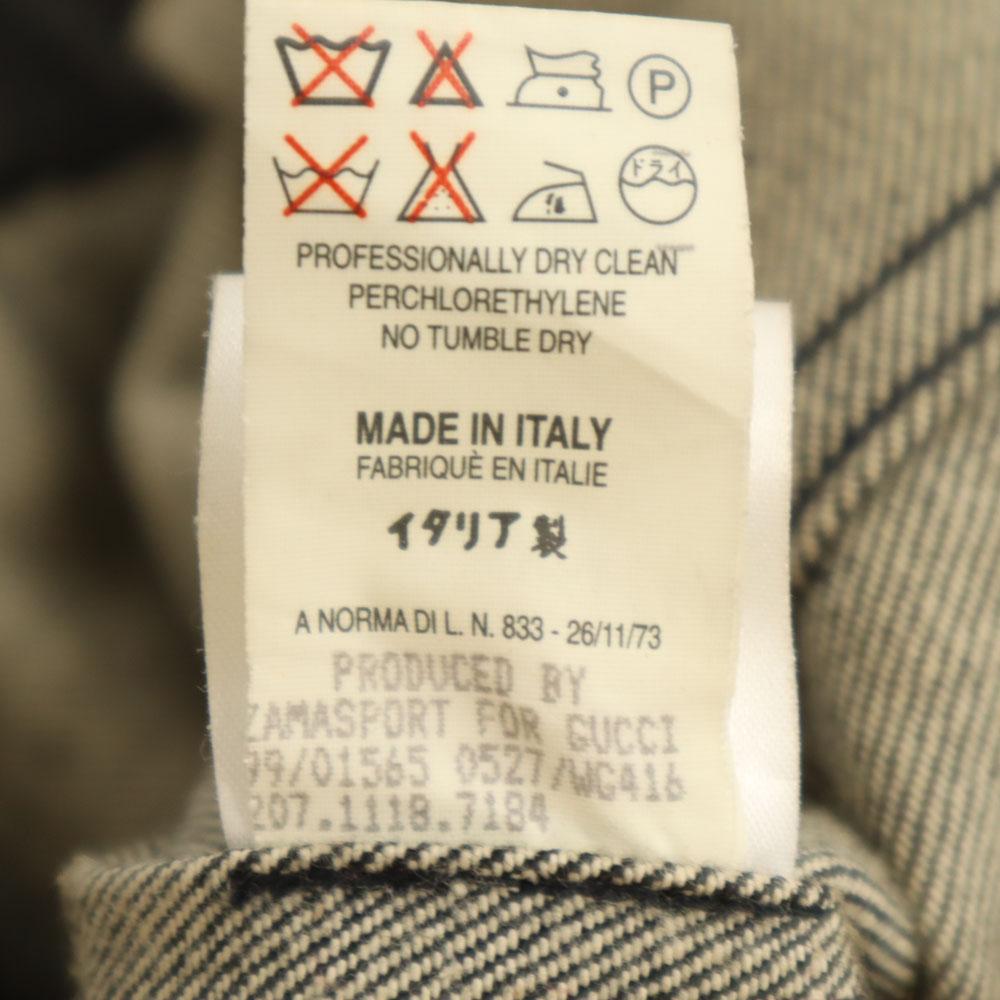 P
ドライ
PROFESSIONALLY DRY CLEAN
PERCHLORETHYLENE
NO TUMBLE DRY
MADE IN ITALY
FABRIQUÈ EN ITALIE
イタリア製
A NORMA DI L. N. 833 - 26/11/73
PRODUCED BY
ZAMASPORT FOR GUCCI
99/01565 0527/WG416
207.1118.7184